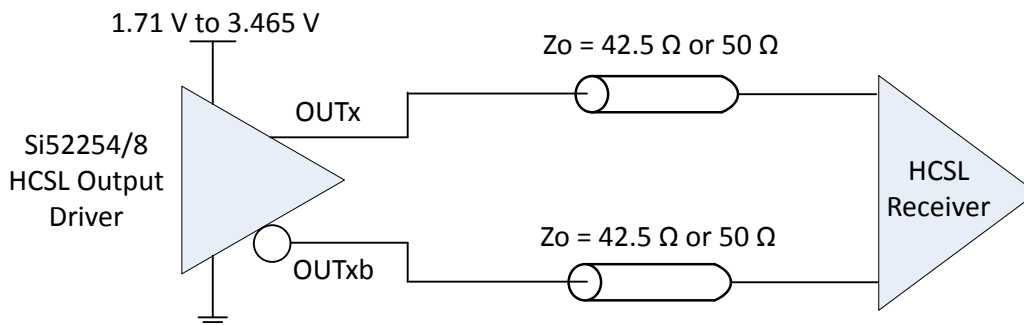 1.71 V to 3.465 V
Zo = 42.5 Ω or 50 Ω
OUTx
Si52254/8
HCSL Output
Driver
HCSL
Receiver
Zo = 42.5 Ω or 50 Ω
OUTxb